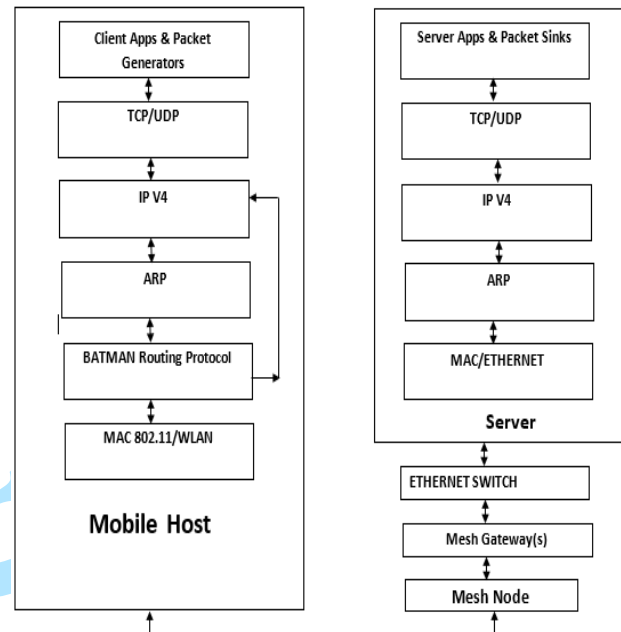 Client Apps & Packet
Generators
TCP/UDP
IP V4
ARP
BATMAN Routing Protocol
MAC 802.11/WLAN
Mobile Host
Server Apps & Packet Sinks
TCP/UDP
IP V4
ARP
MAC/ETHERNET
Server
ETHERNET SWITCH
Mesh Gateway(s)
Mesh Node